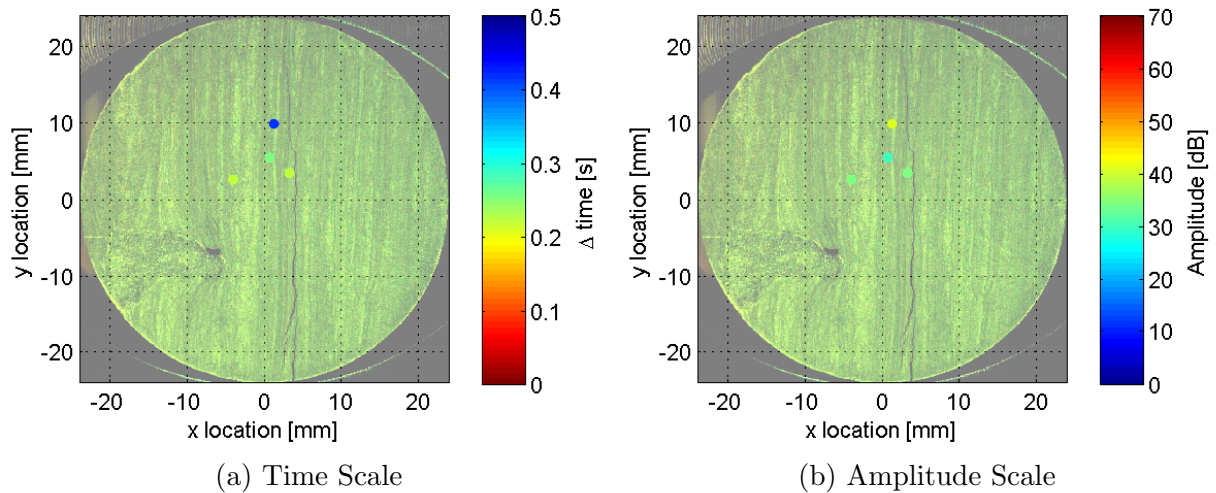 20
10
0
-10
-20
y location [mm]
-20 -10 0 10 20
x location [mm]
0.5
0.4
0.3
0.2
0.1
0
Δ time [s]
(a) Time Scale
20
10
0
-10
-20
y location [mm]
-20 -10 0 10 20
x location [mm]
70
60
50
40
30
20
10
0
Amplitude [dB]
(b) Amplitude Scale